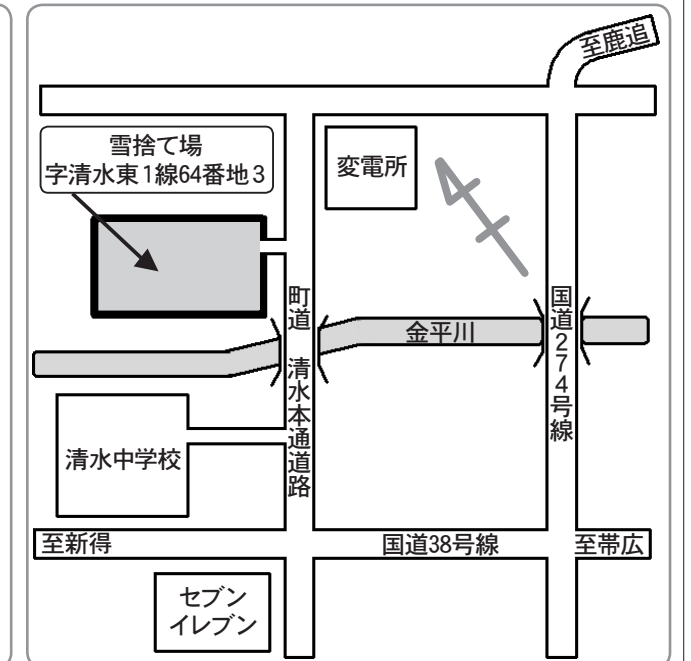 至鹿追
雪捨て場
字清水東1線64番地3
変電所
町道　清水本通道路
金平川
国道274号線
清水中学校
至新得
国道38号線
至帯広
セブン
イレブン